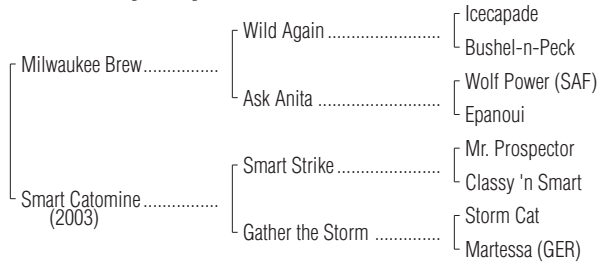 Icecapade
Wild Again ......................
Bushel-n-Peck
Milwaukee Brew...............
Wolf Power (SAF)
Ask Anita ........................
Epanoui
Mr. Prospector
Smart Strike ....................
Classy 'n Smart
Smart Catomine ...............
(2003)
Storm Cat
Gather the Storm .............
Martessa (GER)